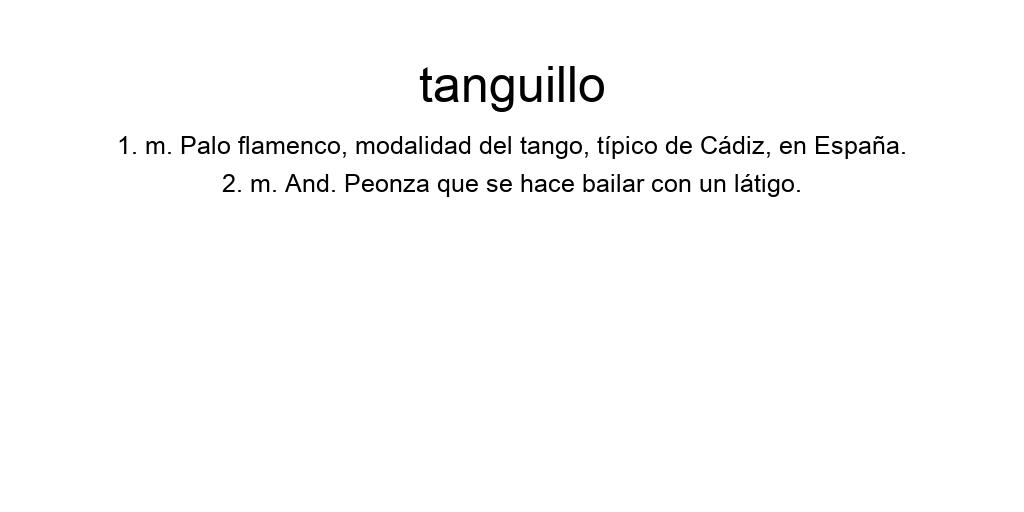 tanguillo
1. m. Palo flamenco, modalidad del tango, típico de Cádiz, en España.
2. m. And. Peonza que se hace bailar con un látigo.